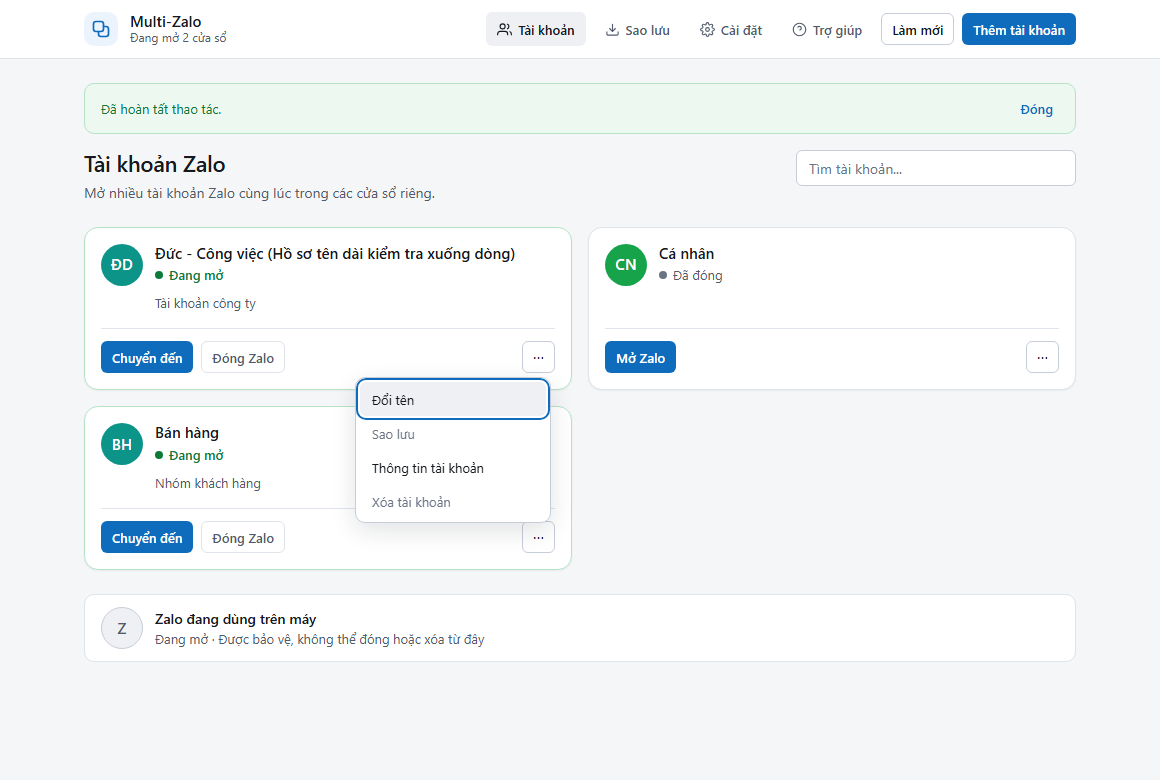 Multi-Zalo
Đang mở 2 cửa sổ
Tài khoản
Sao lưu
Cài đặt
Trợ giúp
Làm mới
Thêm tài khoản
Đã hoàn tất thao tác.
Đóng
Tài khoản Zalo
Mở nhiều tài khoản Zalo cùng lúc trong các cửa sổ riêng.
Tìm tài khoản...
ĐD
Đức - Công việc (Hồ sơ tên dài kiểm tra xuống dòng)
Đang mở
Tài khoản công ty
Chuyển đến
Đóng Zalo
...
CN
Cá nhân
Đã đóng
Mở Zalo
...
Đổi tên
Sao lưu
Thông tin tài khoản
Xóa tài khoản
BH
Bán hàng
Đang mở
Nhóm khách hàng
Chuyển đến
Đóng Zalo
...
Z
Zalo đang dùng trên máy
Đang mở · Được bảo vệ, không thể đóng hoặc xóa từ đây